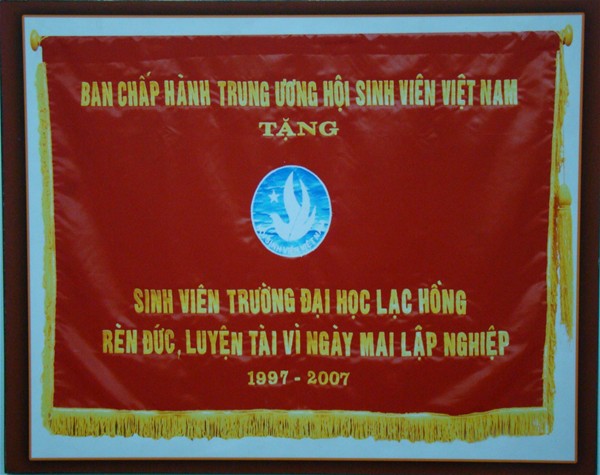 BAN CHẤP HÀNH TRUNG ƯƠNG HỘI SINH VIÊN VIỆT NAM
TẶNG
SINH VIÊN TRƯỜNG ĐẠI HỌC LẠC HỒNG
RÈN ĐỨC, LUYỆN TÀI VÌ NGÀY MAI LẬP NGHIỆP
1997 - 2007